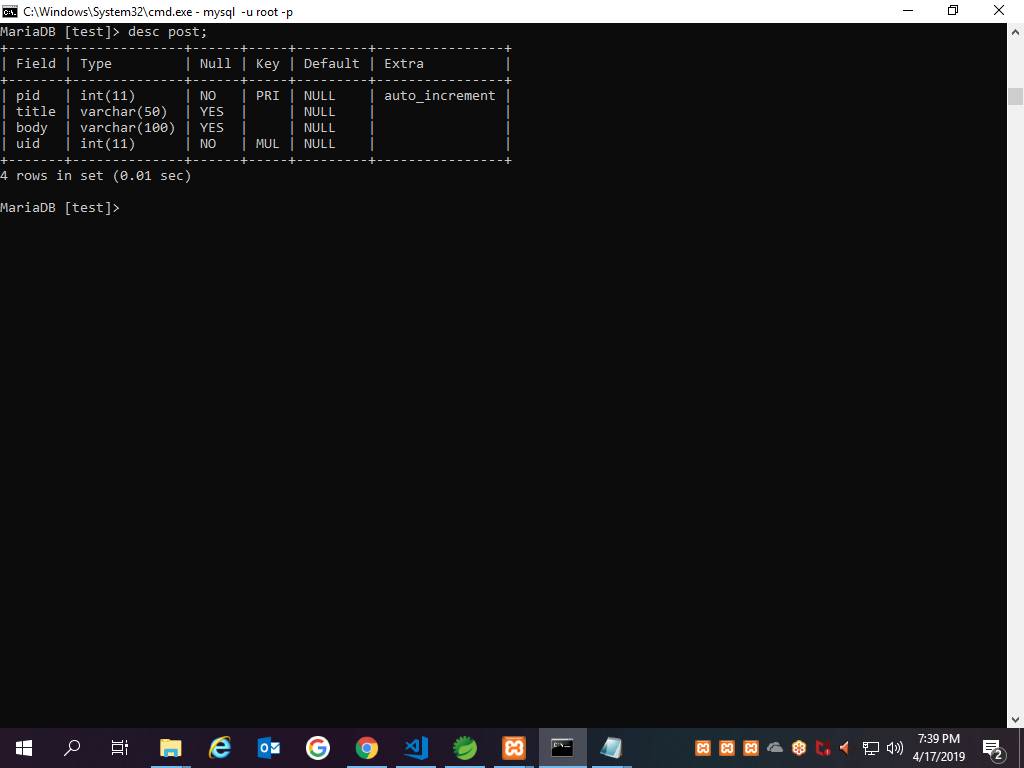 C:\Windows\System32\cmd.exe - mysql  -u root -p
MariaDB [test]> desc post;
+-------+--------------+------+-----+---------+----------------+
| Field | Type         | Null | Key | Default | Extra          |
+-------+--------------+------+-----+---------+----------------+
| pid   | int(11)      | NO   | PRI | NULL    | auto_increment |
| title | varchar(50)  | YES  |     | NULL    |                |
| body  | varchar(100) | YES  |     | NULL    |                |
| uid   | int(11)      | NO   | MUL | NULL    |                |
+-------+--------------+------+-----+---------+----------------+
4 rows in set (0.01 sec)
MariaDB [test]>
7:39 PM
4/17/2019
2